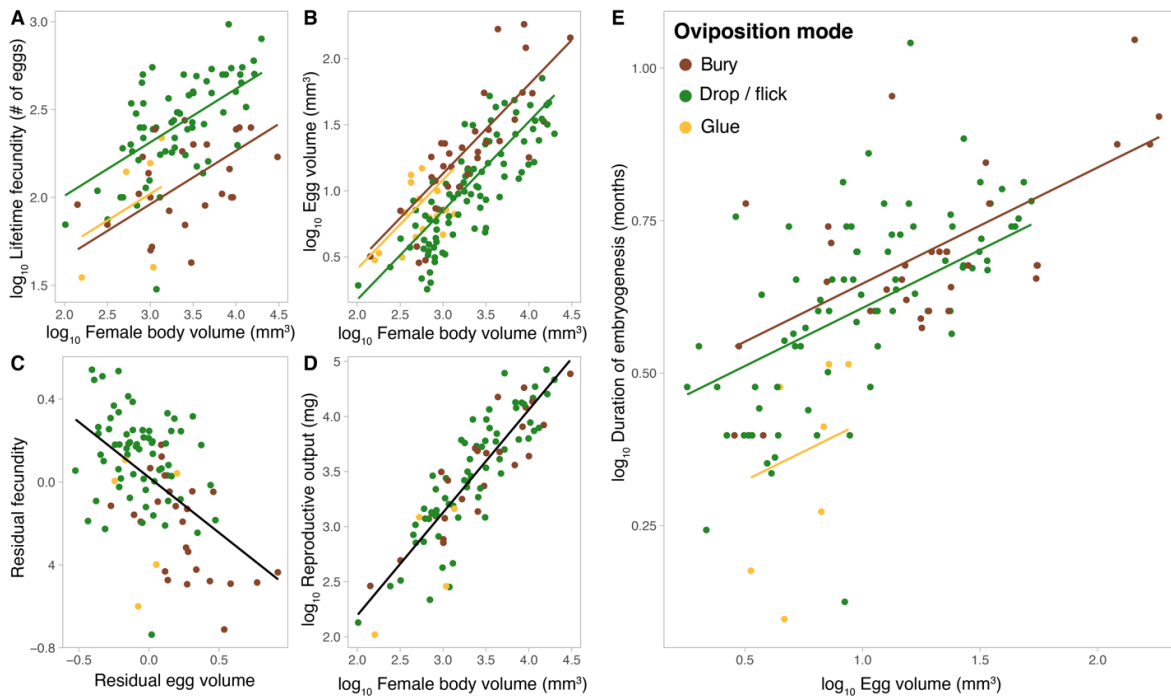 A
log₁₀ Lifetime fecundity (# of eggs)
3.0
2.5
2.0
1.5
2.0 2.5 3.0 3.5 4.0 4.5
log₁₀ Female body volume (mm³)
B
log₁₀ Egg volume (mm³)
2.0
1.5
1.0
0.5
2.0 2.5 3.0 3.5 4.0 4.5
log₁₀ Female body volume (mm³)
C
Residual fecundity
0.4
0.0
4
−0.8
−0.5 0.0 0.5
Residual egg volume
D
log₁₀ Reproductive output (mg)
5
4.5
4.0
3.5
3.0
2.5
2.0
2.0 2.5 3.0 3.5 4.0 4.5
log₁₀ Female body volume (mm³)
E
log₁₀ Duration of embryogenesis (months)
Oviposition mode
Bury
Drop / flick
Glue
1.00
0.75
0.50
0.25
0.5 1.0 1.5 2.0
log₁₀ Egg volume (mm³)